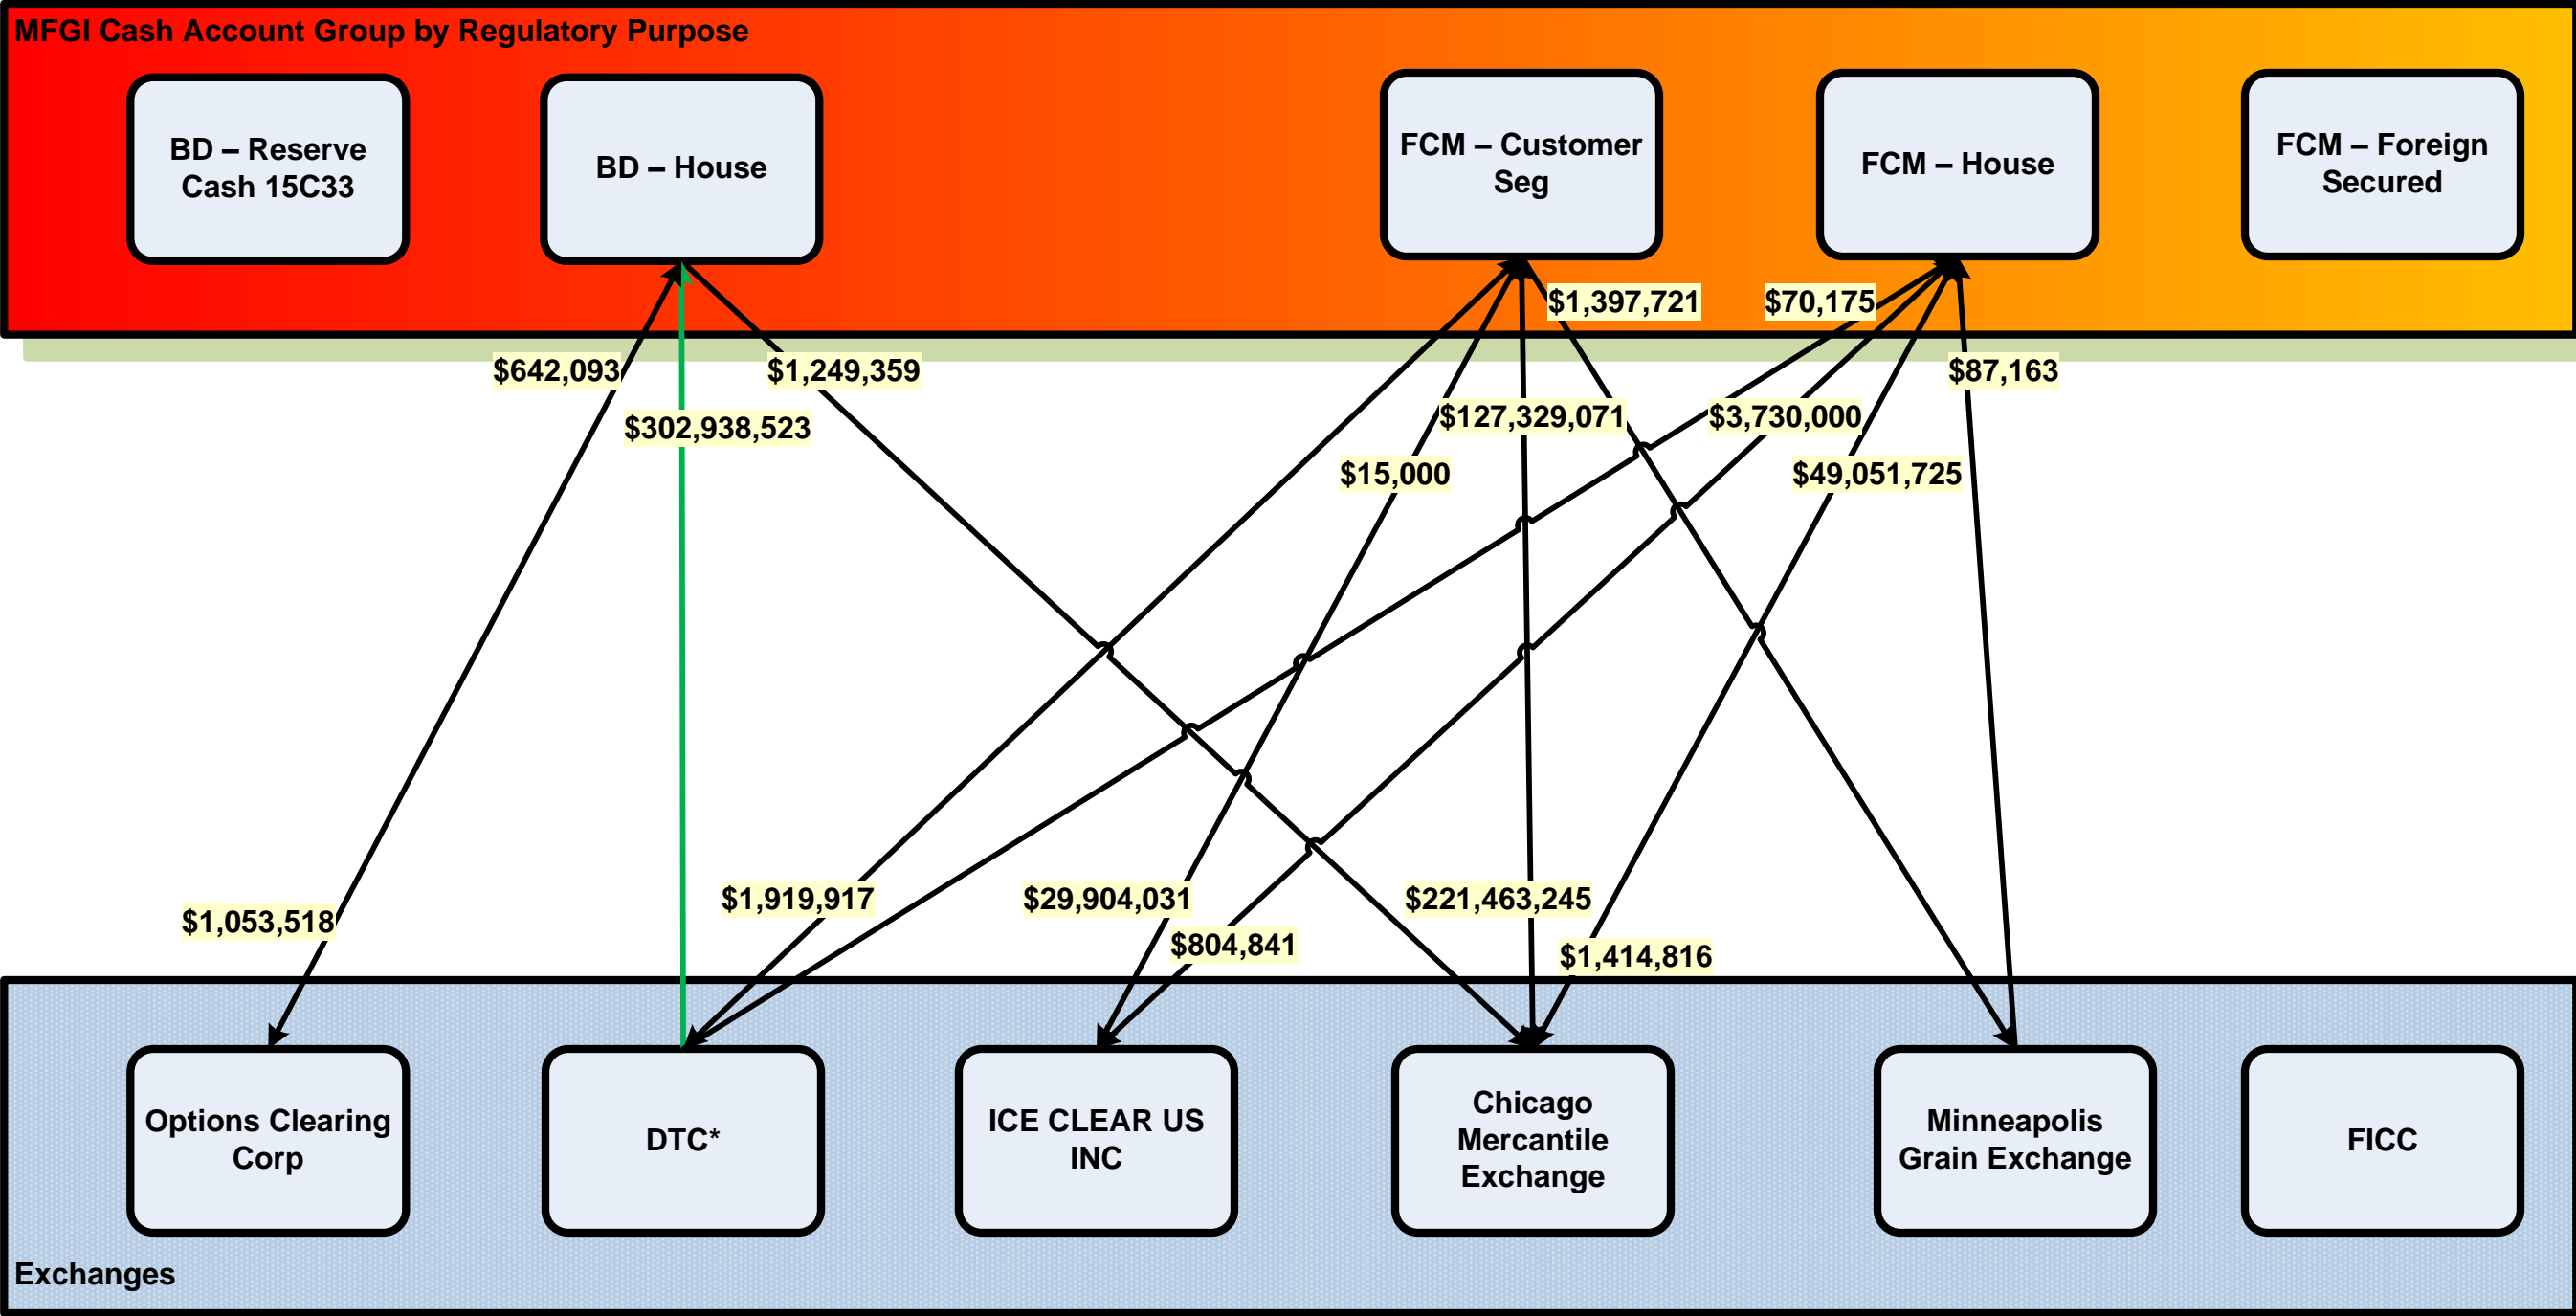 MFGI Cash Account Group by Regulatory Purpose
BD – Reserve
Cash 15C33
BD – House
FCM – Customer
Seg
FCM – House
FCM – Foreign
Secured
$1,397,721
$70,175
$642,093
$1,249,359
$87,163
$302,938,523
$127,329,071
$3,730,000
$15,000
$49,051,725
$1,919,917
$29,904,031
$221,463,245
$1,053,518
$804,841
$1,414,816
Options Clearing
Corp
DTC*
ICE CLEAR US
INC
Chicago
Mercantile
Exchange
Minneapolis
Grain Exchange
FICC
Exchanges